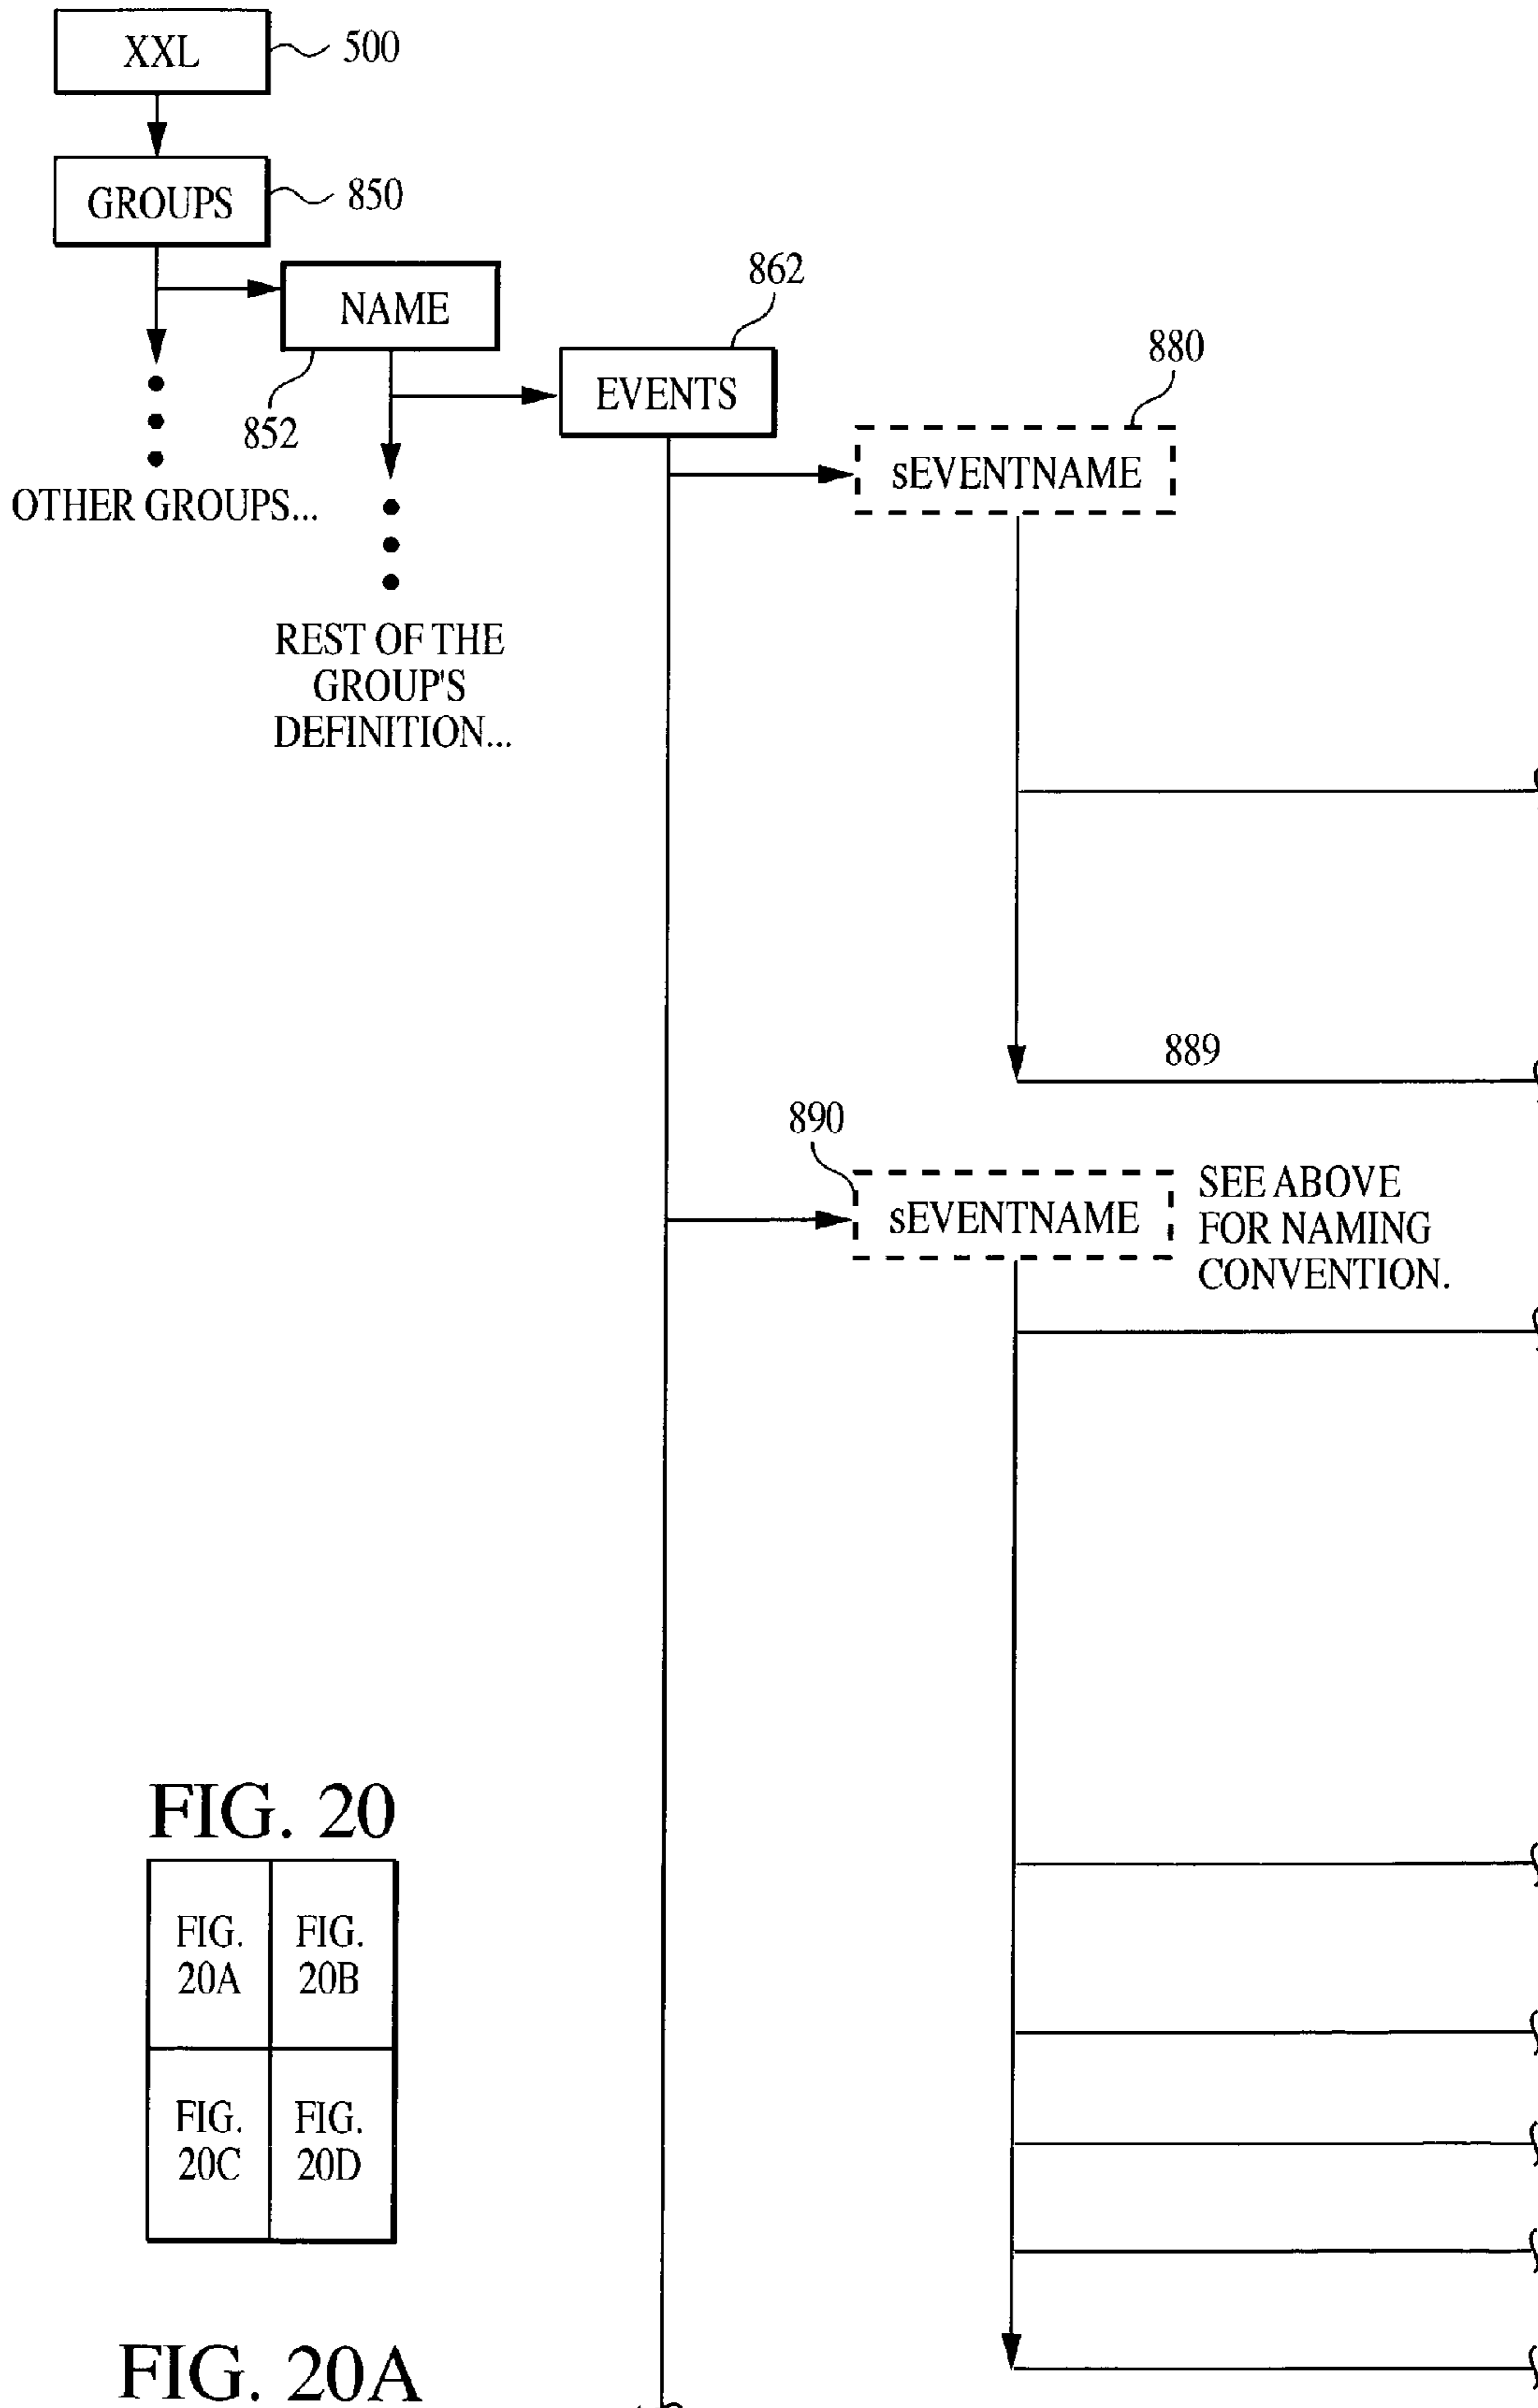 XXL
500
GROUPS
850
NAME
852
862
EVENTS
880
sEVENTNAME
OTHER GROUPS...
REST OF THE
GROUP'S
DEFINITION...
889
890
sEVENTNAME
SEE ABOVE
FOR NAMING
CONVENTION.
FIG. 20
FIG.
20A
FIG.
20B
FIG.
20C
FIG.
20D
FIG. 20A